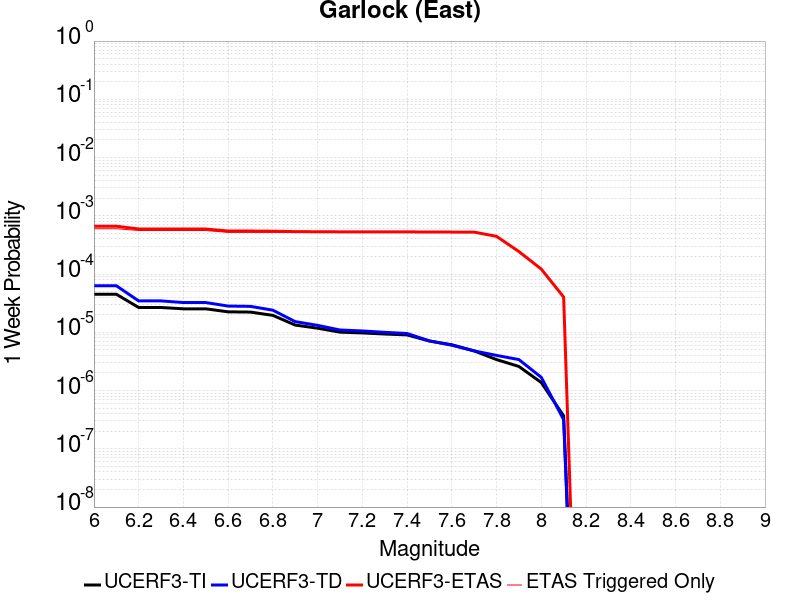 Garlock (East)
10^0
10^-1
10^-2
10^-3
10^-4
10^-5
10^-6
10^-7
10^-8
1 Week Probability
6 6.2 6.4 6.6 6.8 7 7.2 7.4 7.6 7.8 8 8.2 8.4 8.6 8.8 9
Magnitude
UCERF3-TI UCERF3-TD UCERF3-ETAS ETAS Triggered Only